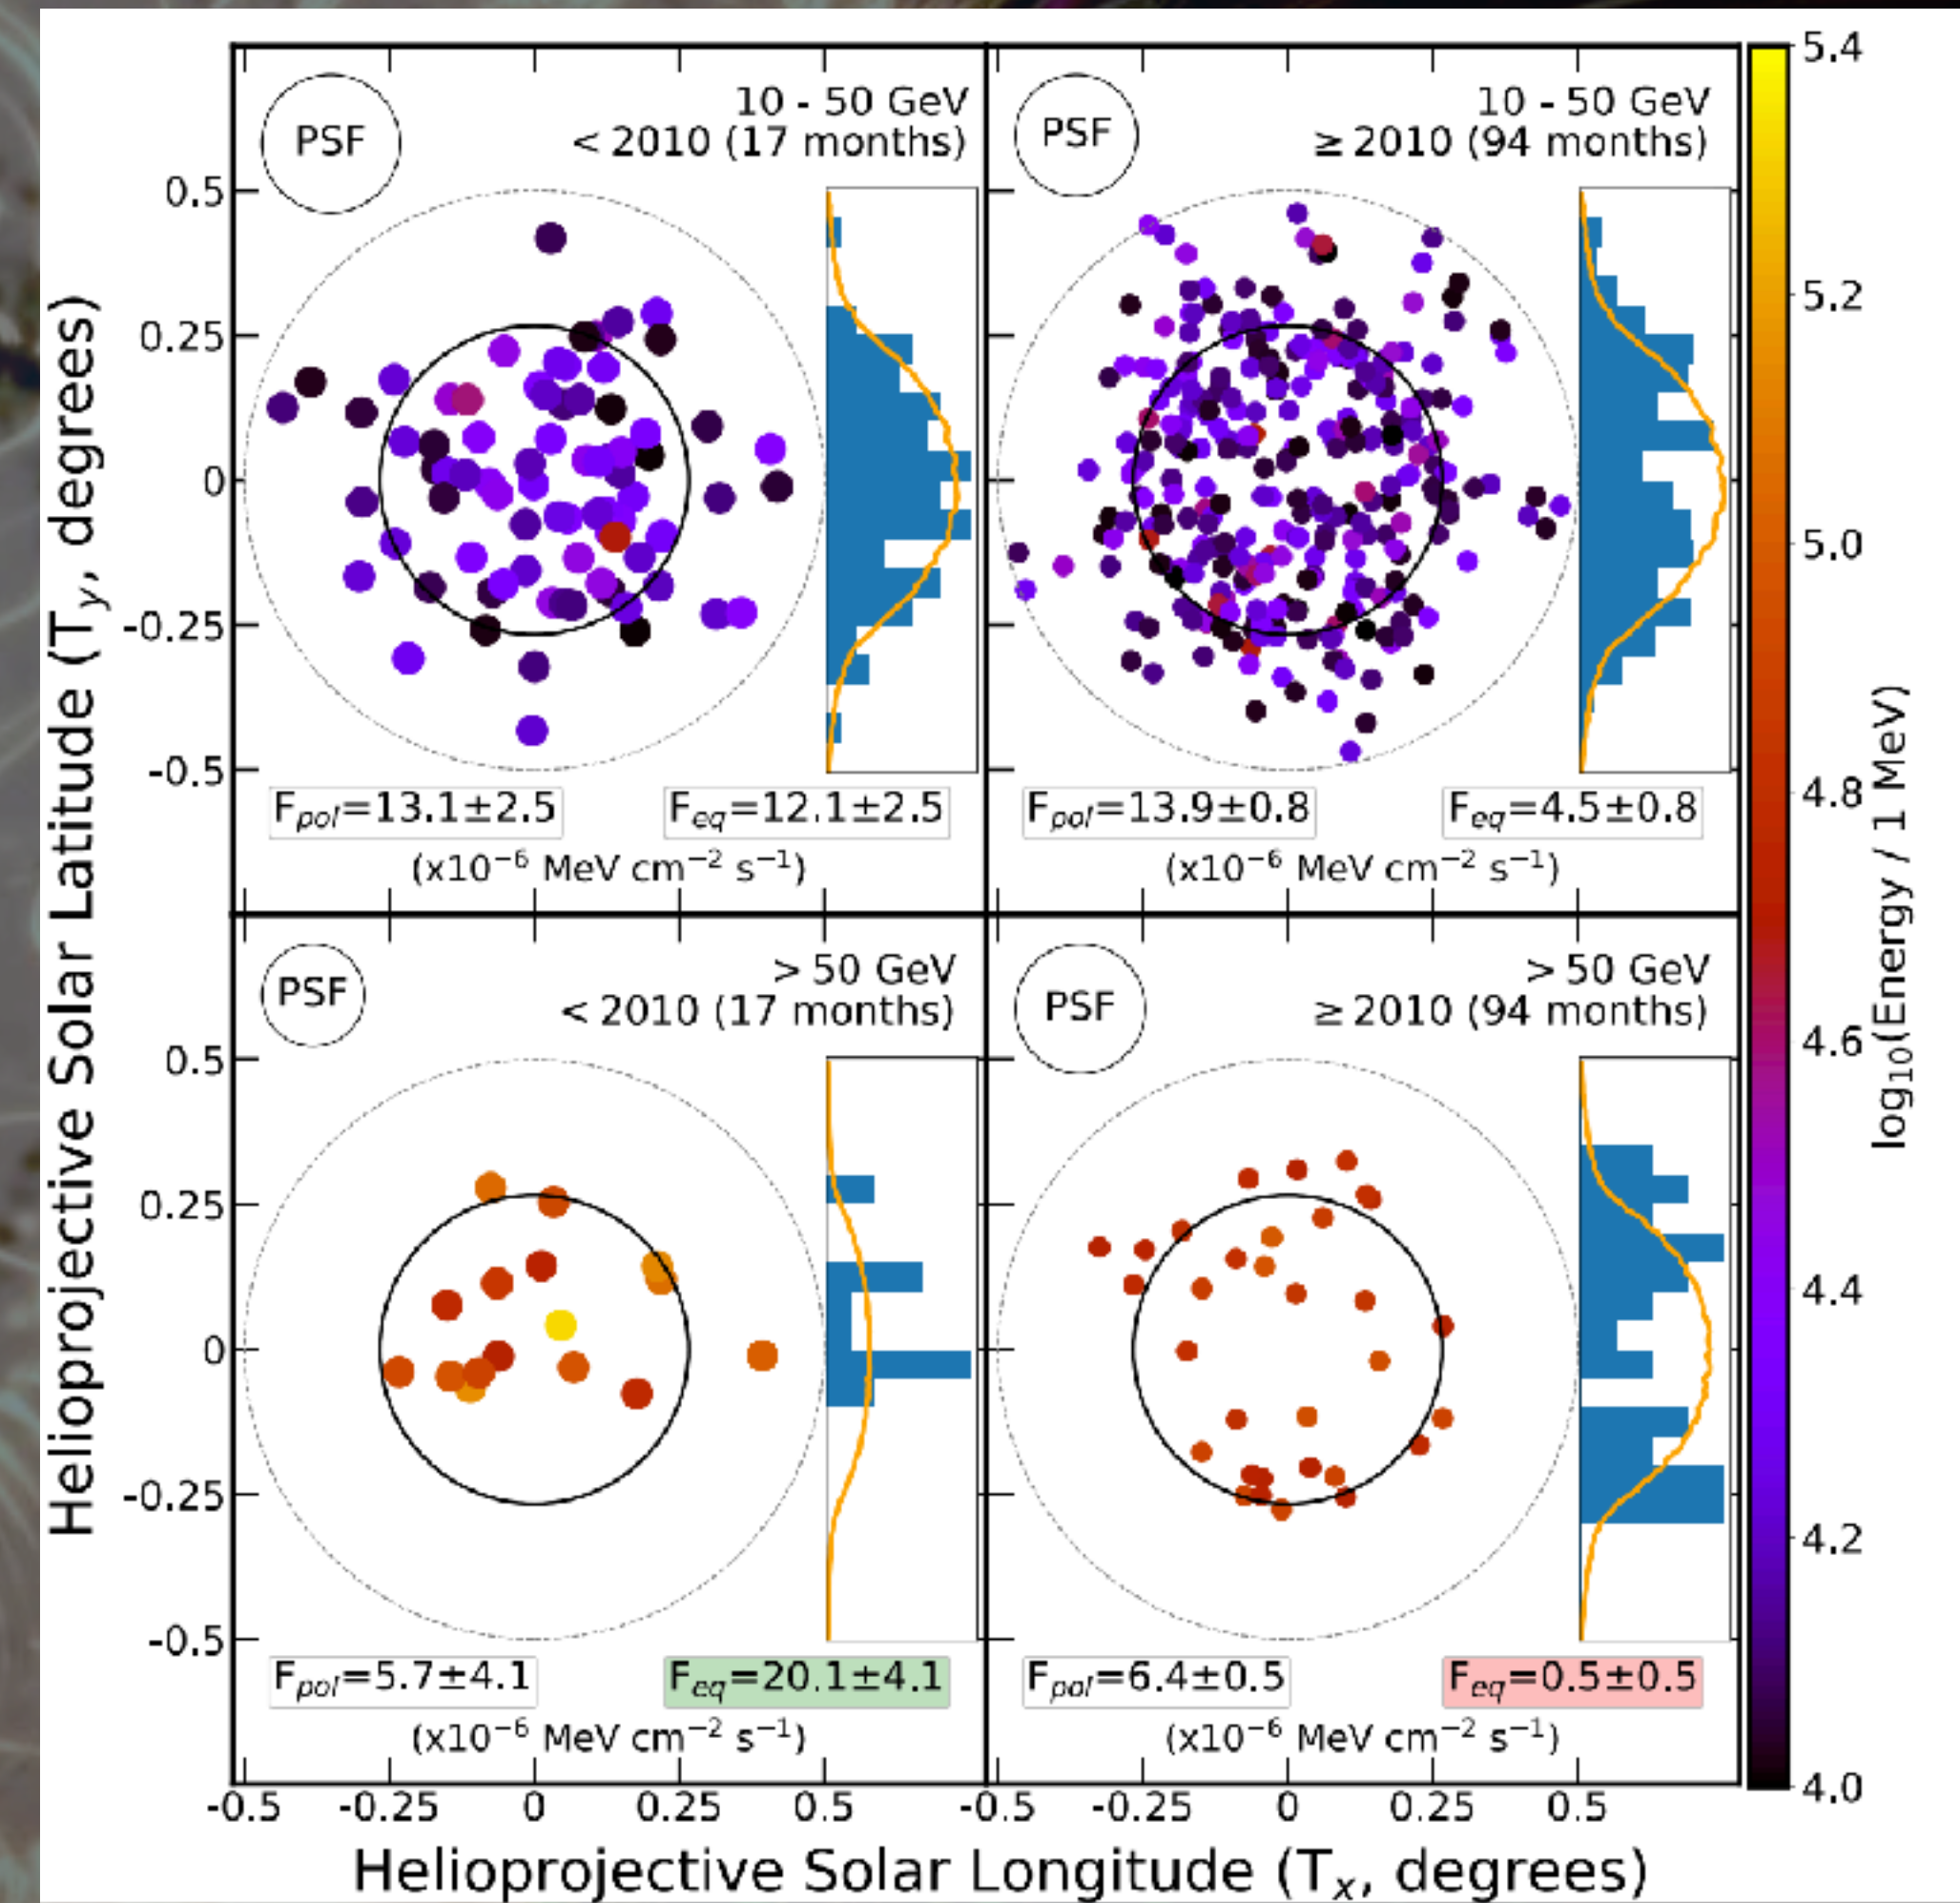 Helioprojective Solar Latitude (Tᵧ, degrees)
PSF
10 - 50 GeV
< 2010 (17 months)
0.5
0.25
0
-0.25
-0.5
Fₚₒₗ=13.1±2.5
F_eq=12.1±2.5
(x10⁻⁶ MeV cm⁻² s⁻¹)
PSF
10 - 50 GeV
≥ 2010 (94 months)
Fₚₒₗ=13.9±0.8
F_eq=4.5±0.8
(x10⁻⁶ MeV cm⁻² s⁻¹)
PSF
> 50 GeV
< 2010 (17 months)
0.5
0.25
0
-0.25
-0.5
Fₚₒₗ=5.7±4.1
F_eq=20.1±4.1
(x10⁻⁶ MeV cm⁻² s⁻¹)
PSF
> 50 GeV
≥ 2010 (94 months)
Fₚₒₗ=6.4±0.5
F_eq=0.5±0.5
(x10⁻⁶ MeV cm⁻² s⁻¹)
-0.5 -0.25 0 0.25 0.5 -0.5 -0.25 0 0.25 0.5
Helioprojective Solar Longitude (Tₓ, degrees)
5.4
5.2
5.0
4.8
4.6
4.4
4.2
4.0
log₁₀(Energy / 1 MeV)